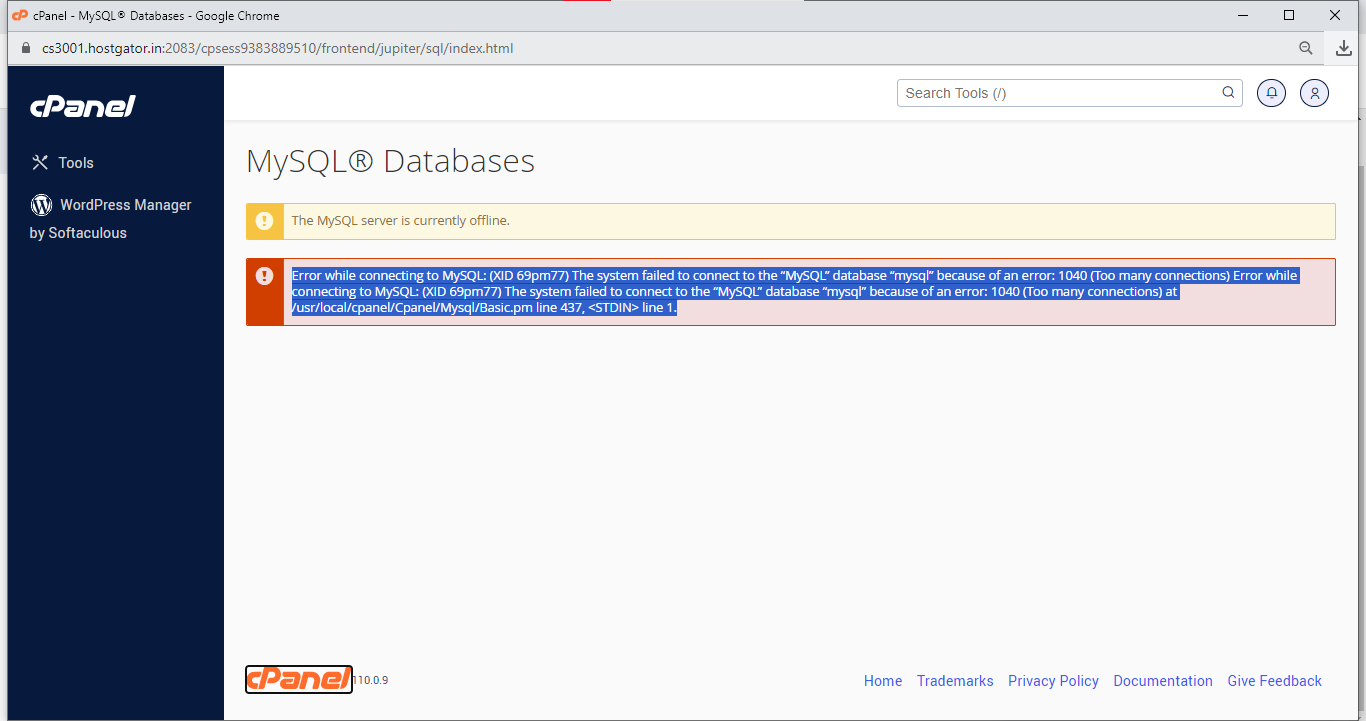 cPanel - MySQL® Databases - Google Chrome
cs3001.hostgator.in:2083/cpsess9383889510/frontend/jupiter/sql/index.html
cPanel
Search Tools (/)
Tools
WordPress Manager
by Softaculous
MySQL® Databases
The MySQL server is currently offline.
Error while connecting to MySQL: (XID 69pm77) The system failed to connect to the “MySQL” database “mysql” because of an error: 1040 (Too many connections) Error while
connecting to MySQL: (XID 69pm77) The system failed to connect to the “MySQL” database “mysql” because of an error: 1040 (Too many connections) at
/usr/local/cpanel/Cpanel/Mysql/Basic.pm line 437, <STDIN> line 1.
cPanel 110.0.9
Home Trademarks Privacy Policy Documentation Give Feedback